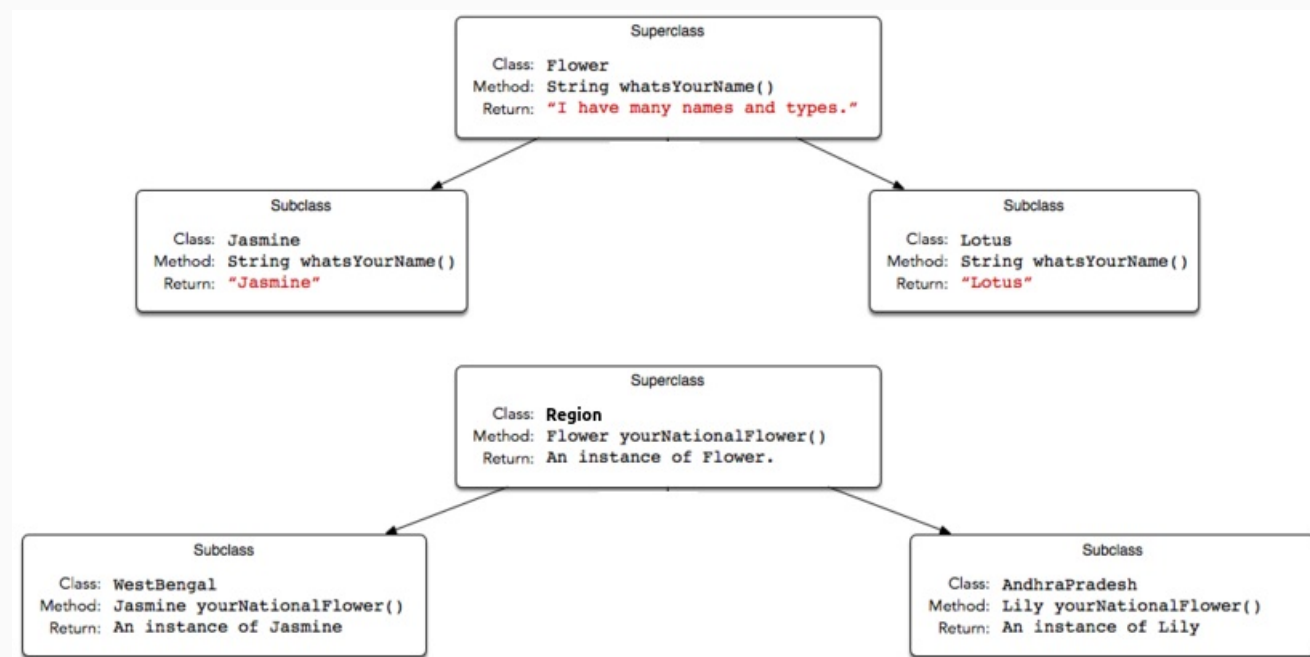 Superclass
Class: Flower
Method: String whatsYourName()
Return: “I have many names and types.”
Subclass
Class: Jasmine
Method: String whatsYourName()
Return: “Jasmine”
Subclass
Class: Lotus
Method: String whatsYourName()
Return: “Lotus”
Superclass
Class: Region
Method: Flower yourNationalFlower()
Return: An instance of Flower.
Subclass
Class: WestBengal
Method: Jasmine yourNationalFlower()
Return: An instance of Jasmine
Subclass
Class: AndhraPradesh
Method: Lily yourNationalFlower()
Return: An instance of Lily